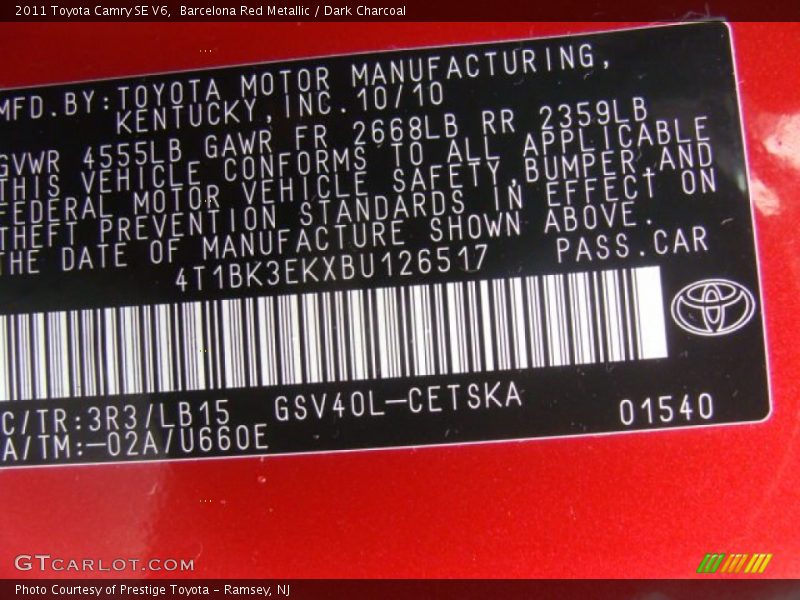 2011 Toyota Camry SE V6,  Barcelona Red Metallic / Dark Charcoal
MFD.BY:TOYOTA MOTOR MANUFACTURING,
KENTUCKY,INC.10/10
GVWR 4555LB GAWR FR 2668LB RR 2359LB
THIS VEHICLE CONFORMS TO ALL APPLICABLE
FEDERAL MOTOR VEHICLE SAFETY,BUMPER,AND
THEFT PREVENTION STANDARDS IN EFFECT ON
THE DATE OF MANUFACTURE SHOWN ABOVE.
4T1BK3EKXBU126517 PASS.CAR
C/TR:3R3/LB15 GSV40L-CETSKA 01540
A/TM:-02A/U660E
GTCARLOT.COM
Photo Courtesy of Prestige Toyota - Ramsey, NJ